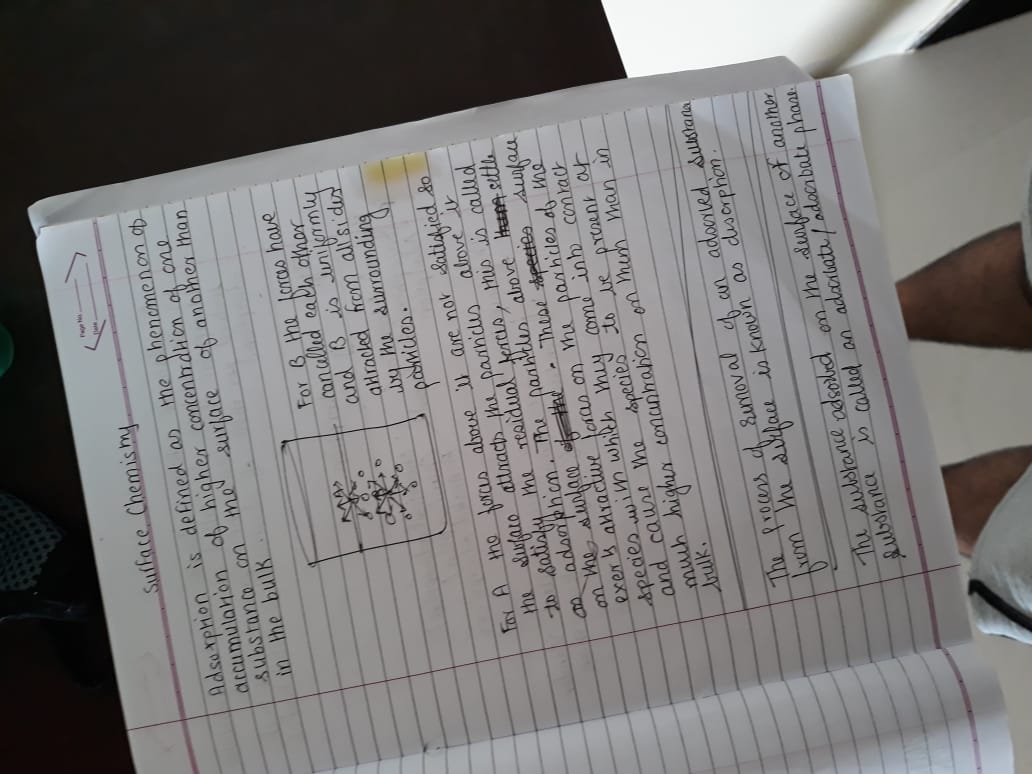 Page No.
Date
Surface Chemistry
Adsorption is defined as the phenomenon of
accumulation of higher concentration of one
substance on the surface of another than
in the bulk.
For B the forces have
cancelled each other
and B is uniformly
attracted from all sides
by the surrounding
particles.
For A the forces above it are not satisfied so
the surface attracts the particles above it
to satisfy the residual forces, this is called
adsorption. The particles above settle
on the surface. These species surface
on the attractive forces on the particles of the
exerts attractive come into contact
species with which they to be present at
and cause the species on them than in
much higher concentration
bulk.
The process of removal of an adsorbed substance
from the surface is known as desorption.
The substance adsorbed on the surface of another
substance is called an adsorbate/adsorbate phase.